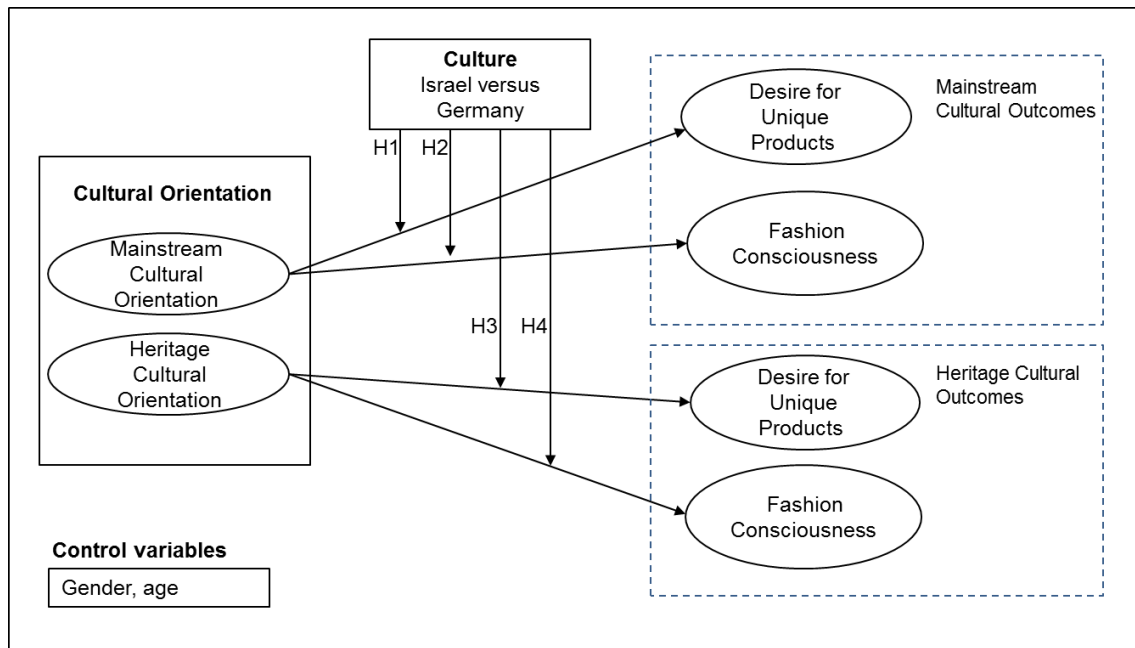 Culture
Israel versus
Germany
H1
H2
H3
H4
Cultural Orientation
Mainstream
Cultural
Orientation
Heritage
Cultural
Orientation
Desire for
Unique
Products
Mainstream
Cultural Outcomes
Fashion
Consciousness
Desire for
Unique
Products
Heritage Cultural
Outcomes
Fashion
Consciousness
Control variables
Gender, age